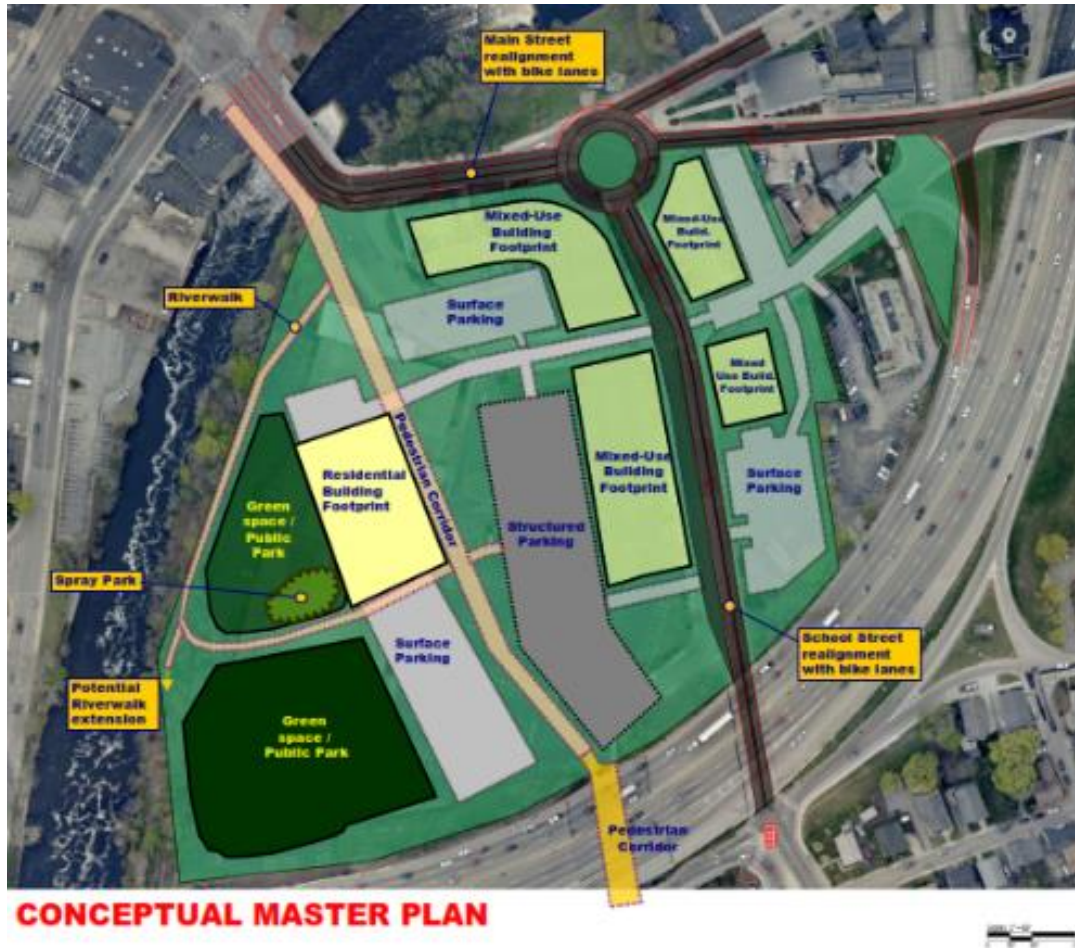 Main Street
realignment
with bike lanes
Mixed-Use
Building
Footprint
Mixed-Use
Build.
Footprint
Riverwalk
Surface
Parking
Mixed
Use Build.
Footprint
Pedestrian Corridor
Residential
Building
Footprint
Mixed-Use
Building
Footprint
Surface
Parking
Green
space /
Public
Park
Structured
Parking
Spray Park
Surface
Parking
School Street
realignment
with bike lanes
Potential
Riverwalk
extension
Green
space /
Public Park
Pedestrian
Corridor
CONCEPTUAL MASTER PLAN